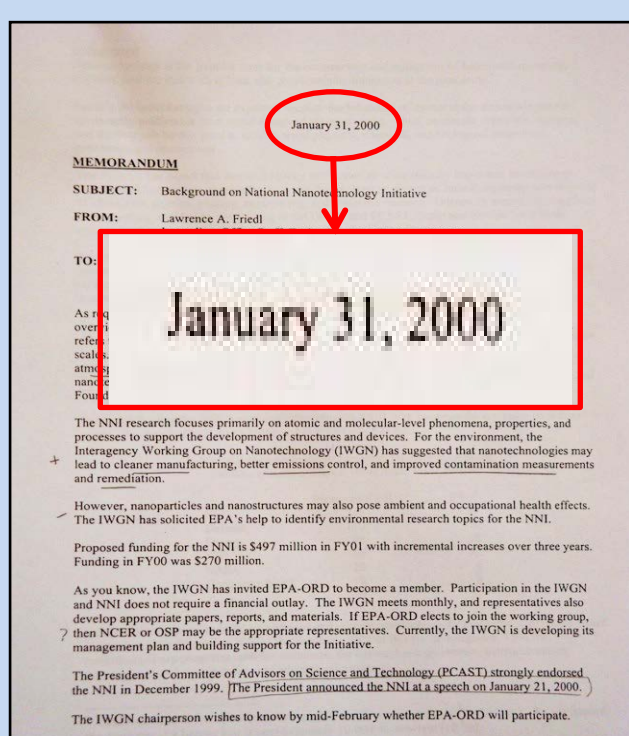 January 31, 2000
MEMORANDUM
SUBJECT: Background on National Nanotechnology Initiative
FROM: Lawrence A. Friedl
TO:
January 31, 2000
As
refers
scales.
The NNI research focuses primarily on atomic and molecular-level phenomena, properties, and
processes to support the development of structures and devices. For the environment, the
Interagency Working Group on Nanotechnology (IWGN) has suggested that nanotechnologies may
+ lead to cleaner manufacturing, better emissions control, and improved contamination measurements
and remediation.
However, nanoparticles and nanostructures may also pose ambient and occupational health effects.
– The IWGN has solicited EPA's help to identify environmental research topics for the NNI.
Proposed funding for the NNI is $497 million in FY01 with incremental increases over three years.
Funding in FY00 was $270 million.
As you know, the IWGN has invited EPA-ORD to become a member. Participation in the IWGN
and NNI does not require a financial outlay. The IWGN meets monthly, and representatives also
develop appropriate papers, reports, and materials. If EPA-ORD elects to join the working group,
? then NCER or OSP may be the appropriate representatives. Currently, the IWGN is developing its
management plan and building support for the Initiative.
The President's Committee of Advisors on Science and Technology (PCAST) strongly endorsed
the NNI in December 1999. The President announced the NNI at a speech on January 21, 2000.
The IWGN chairperson wishes to know by mid-February whether EPA-ORD will participate.